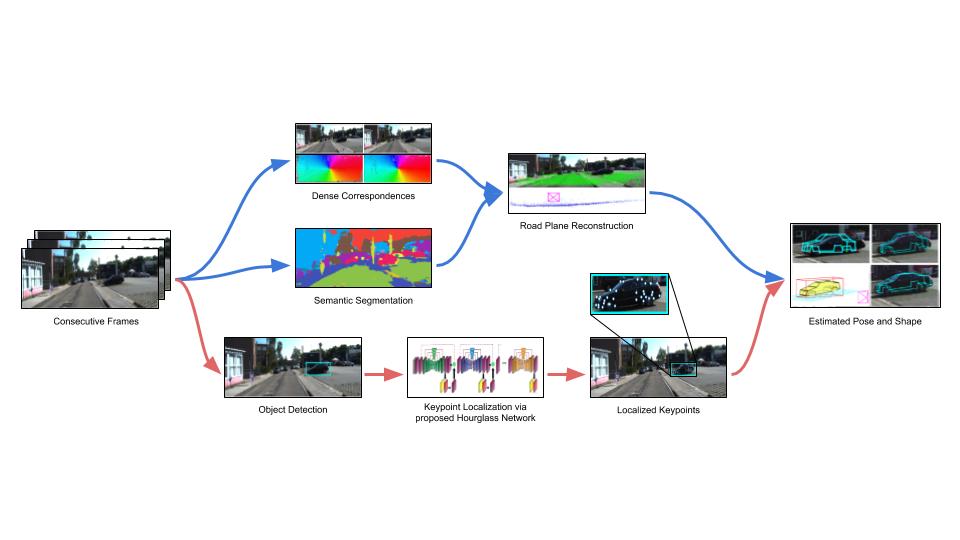 Dense Correspondences
Road Plane Reconstruction
Semantic Segmentation
Consecutive Frames
Estimated Pose and Shape
Object Detection
Keypoint Localization via
proposed Hourglass Network
Localized Keypoints